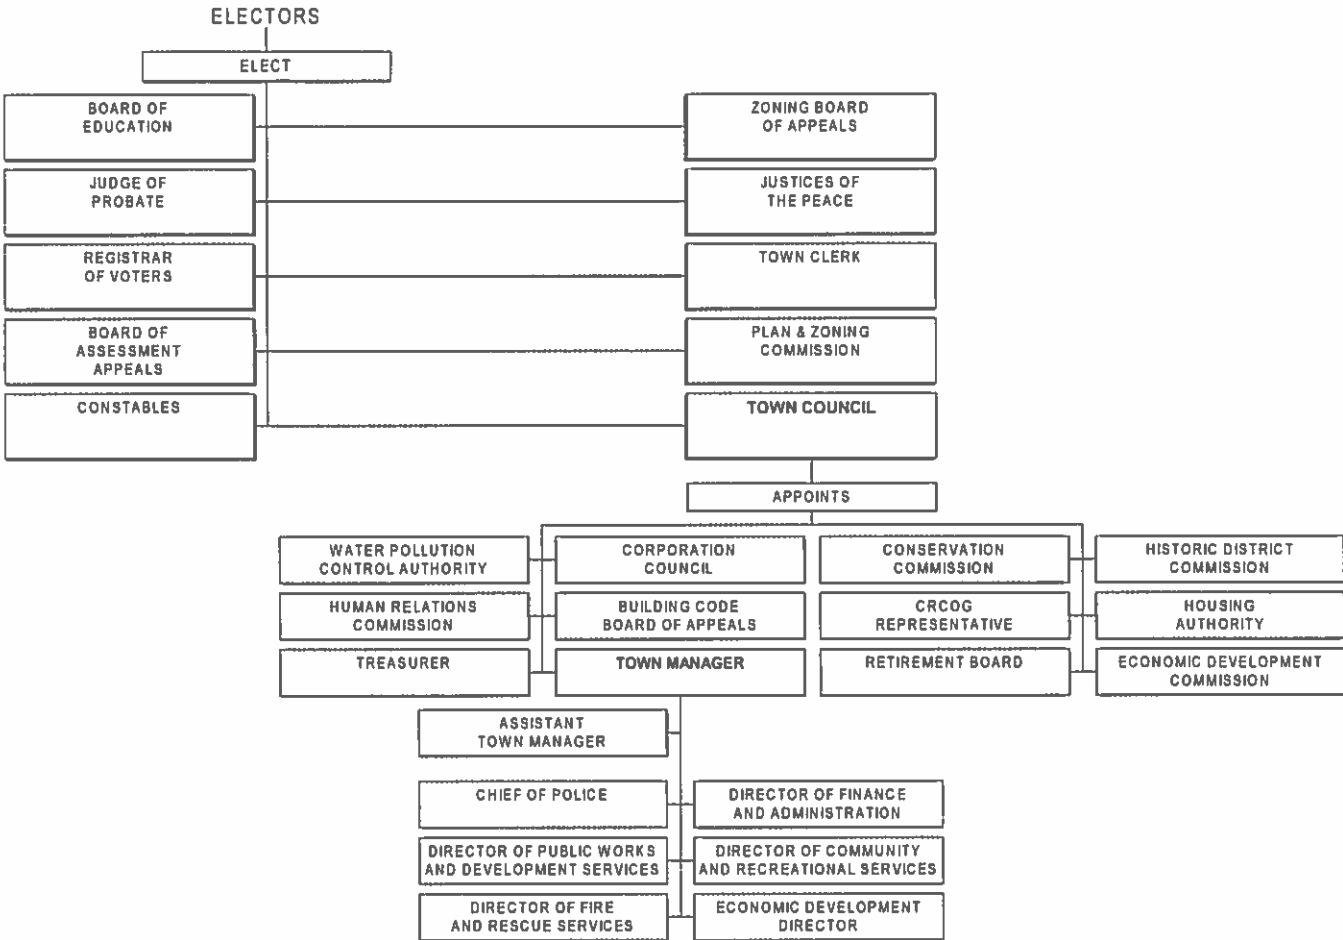 ELECTORS
ELECT
BOARD OF
EDUCATION
ZONING BOARD
OF APPEALS
JUDGE OF
PROBATE
JUSTICES OF
THE PEACE
REGISTRAR
OF VOTERS
TOWN CLERK
BOARD OF
ASSESSMENT
APPEALS
PLAN & ZONING
COMMISSION
CONSTABLES
TOWN COUNCIL
APPOINTS
WATER POLLUTION
CONTROL AUTHORITY
CORPORATION
COUNCIL
CONSERVATION
COMMISSION
HISTORIC DISTRICT
COMMISSION
HUMAN RELATIONS
COMMISSION
BUILDING CODE
BOARD OF APPEALS
CRCOG
REPRESENTATIVE
HOUSING
AUTHORITY
TREASURER
TOWN MANAGER
RETIREMENT BOARD
ECONOMIC DEVELOPMENT
COMMISSION
ASSISTANT
TOWN MANAGER
CHIEF OF POLICE
DIRECTOR OF FINANCE
AND ADMINISTRATION
DIRECTOR OF PUBLIC WORKS
AND DEVELOPMENT SERVICES
DIRECTOR OF COMMUNITY
AND RECREATIONAL SERVICES
DIRECTOR OF FIRE
AND RESCUE SERVICES
ECONOMIC DEVELOPMENT
DIRECTOR